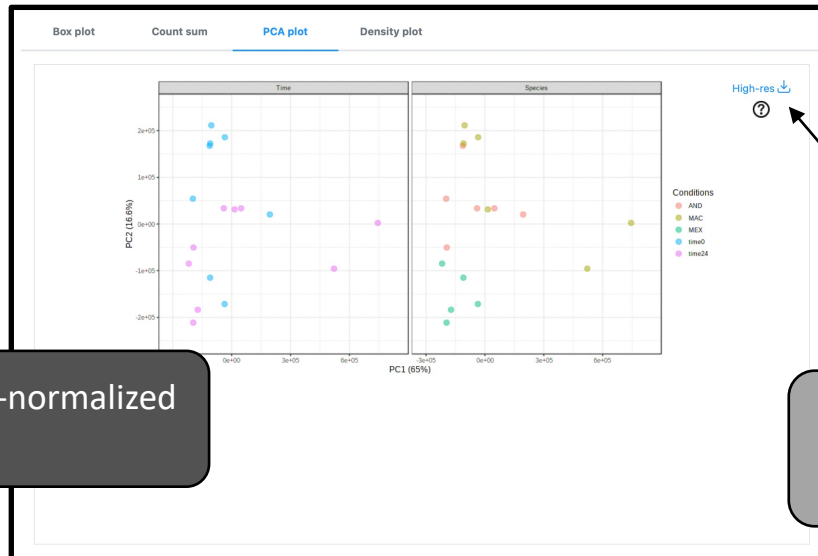 Box plot Count sum PCA plot Density plot
High-res
Time Species
2e+05
1e+05
0e+00
-1e+05
-2e+05
PC2 (16.6%)
0e+00 3e+05 6e+05 -3e+05 0e+00 3e+05 6e+05
PC1 (65%)
Conditions
AND
MAC
MEX
time0
time24
-normalized